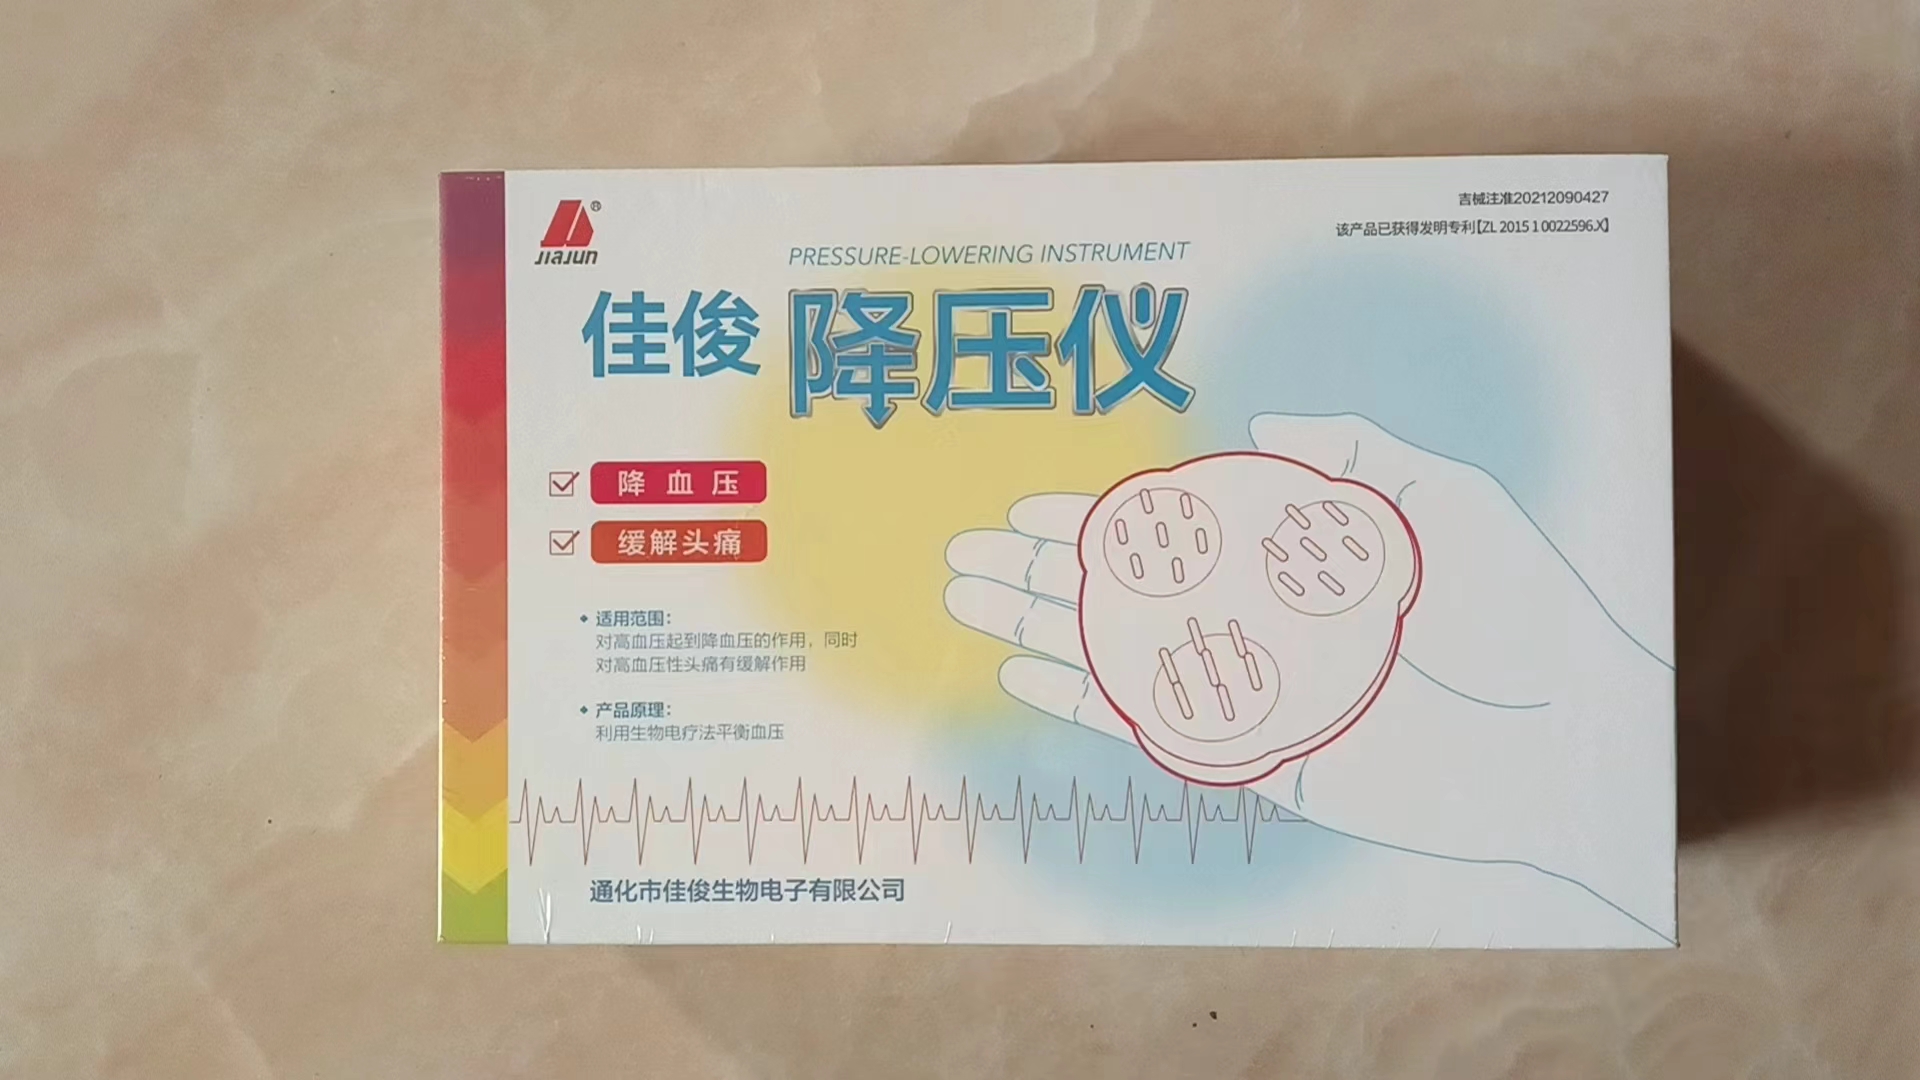 JIAJUN
®
吉械注准20212090427
该产品已获得发明专利【ZL 2015 1 0022596.X】
PRESSURE-LOWERING INSTRUMENT
佳俊 降压仪
降血压
缓解头痛
适用范围：
对高血压起到降血压的作用，同时
对高血压性头痛有缓解作用
产品原理：
利用生物电疗法平衡血压
通化市佳俊生物电子有限公司